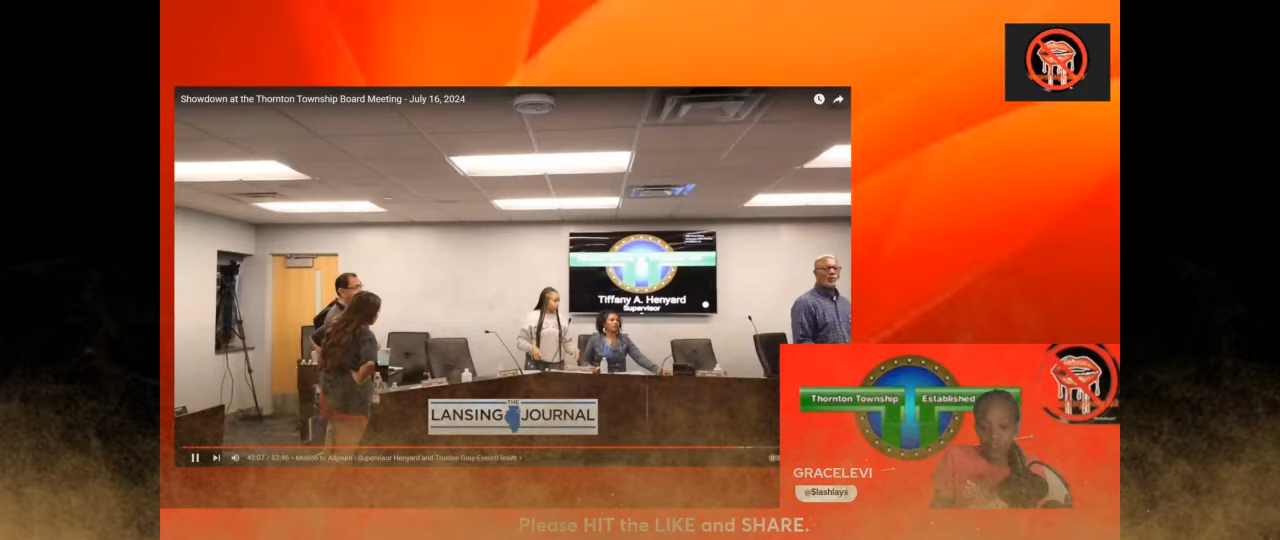 Showdown at the Thornton Township Board Meeting - July 16, 2024
Tiffany A. Henyard
Supervisor
THE
LANSING JOURNAL
45:07 / 53:46 • Motion to Adjourn - Supervisor Henyard and Trustee Gray-Everett leave >
Thornton Township Established
GRACELEVI
@$lashlays
Please HIT the LIKE and SHARE.